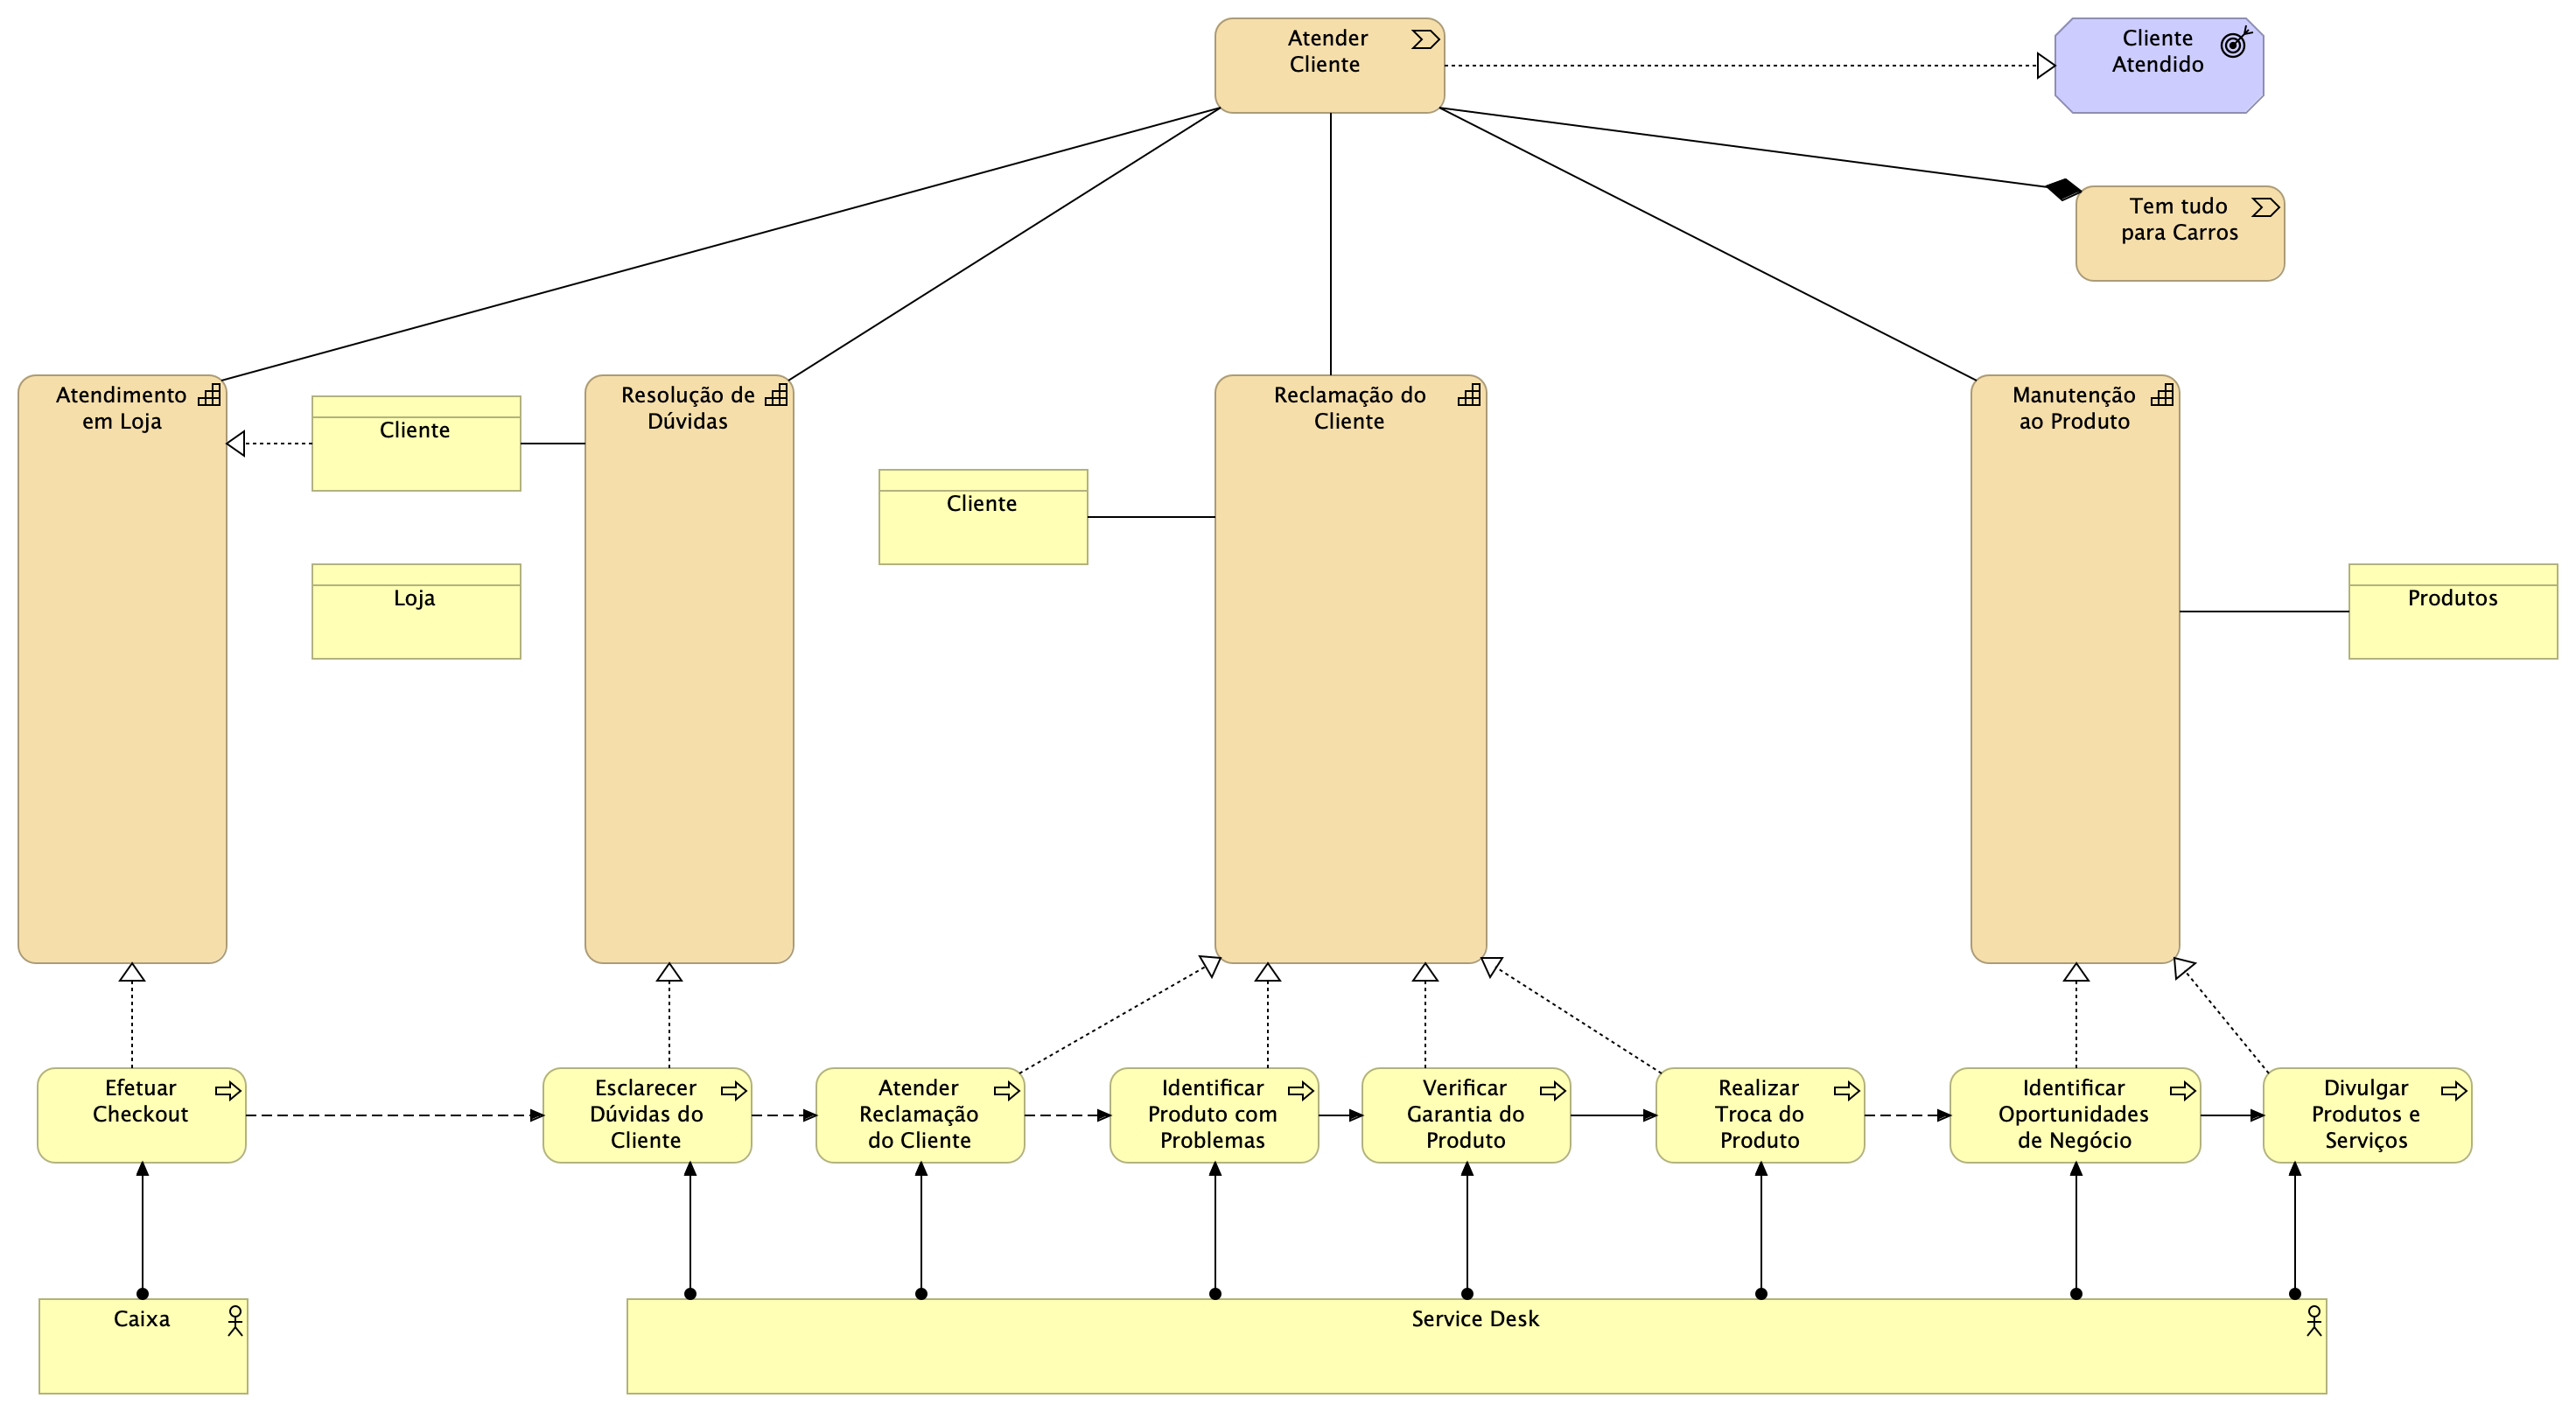 Atender
Cliente
Cliente
Atendido
Tem tudo
para Carros
Atendimento
em Loja
Cliente
Resolução de
Dúvidas
Reclamação do
Cliente
Manutenção
ao Produto
Cliente
Loja
Produtos
Efetuar
Checkout
Esclarecer
Dúvidas do
Cliente
Atender
Reclamação
do Cliente
Identificar
Produto com
Problemas
Verificar
Garantia do
Produto
Realizar
Troca do
Produto
Identificar
Oportunidades
de Negócio
Divulgar
Produtos e
Serviços
Caixa
Service Desk